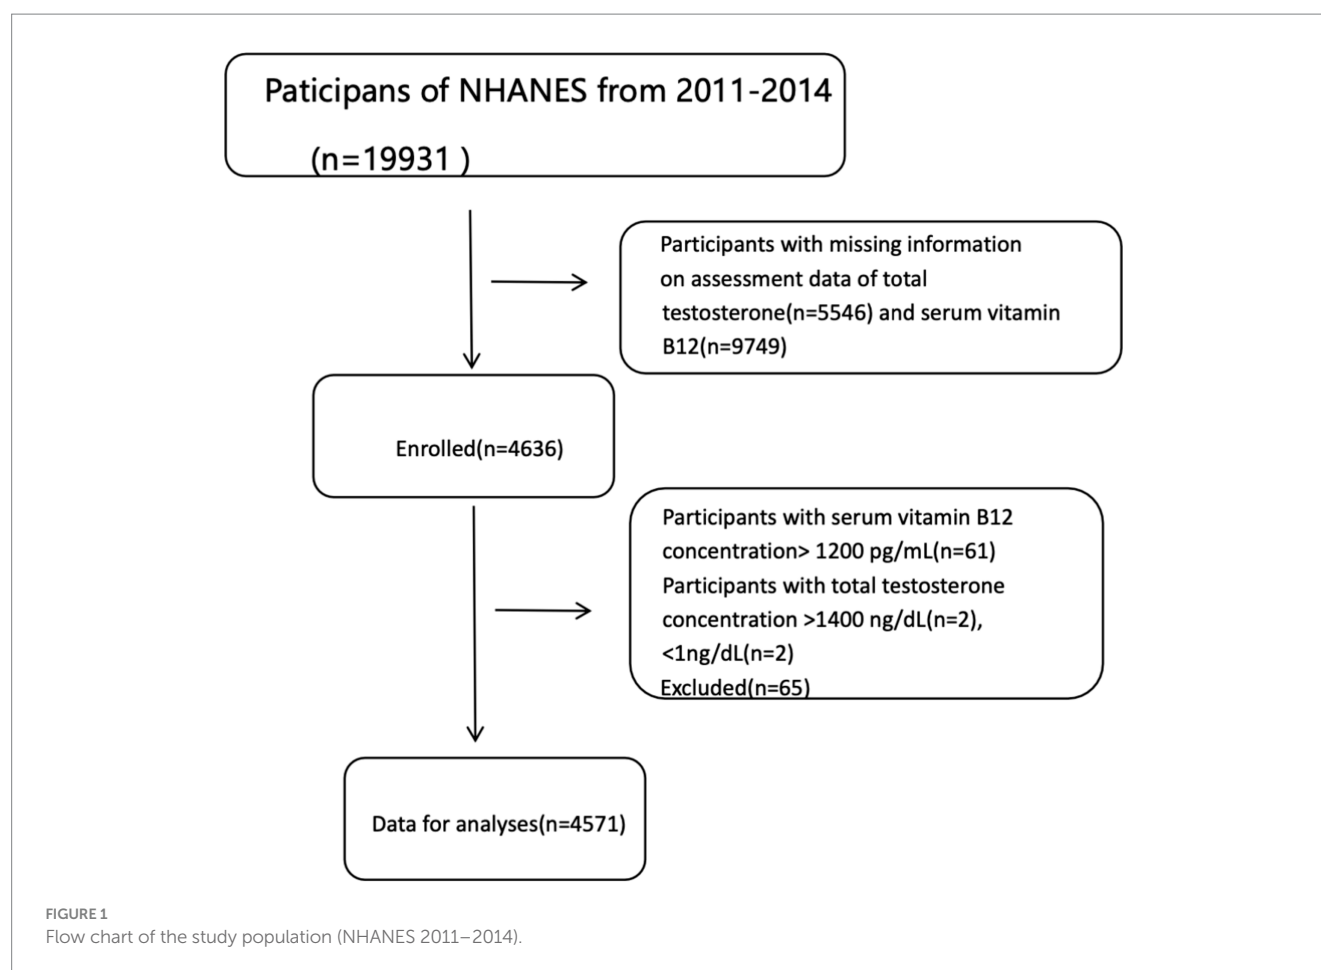 Paticipans of NHANES from 2011-2014
(n=19931 )
Participants with missing information
on assessment data of total
testosterone(n=5546) and serum vitamin
B12(n=9749)
Enrolled(n=4636)
Participants with serum vitamin B12
concentration> 1200 pg/mL(n=61)
Participants with total testosterone
concentration >1400 ng/dL(n=2),
<1ng/dL(n=2)
Excluded(n=65)
Data for analyses(n=4571)
FIGURE 1
Flow chart of the study population (NHANES 2011–2014).